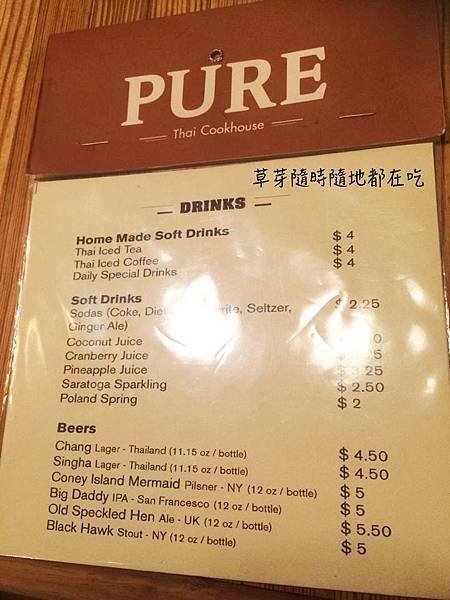 PURE
Thai Cookhouse
草芽隨時隨地都在吃
DRINKS
Home Made Soft Drinks
Thai Iced Tea $ 4
Thai Iced Coffee $ 4
Daily Special Drinks $ 4
Soft Drinks
Sodas (Coke, Seltzer, $ 2.25
Ginger Ale)
Coconut Juice
Cranberry Juice
Pineapple Juice $ 3.25
Saratoga Sparkling $ 2.50
Poland Spring $ 2
Beers
Chang Lager - Thailand (11.15 oz / bottle) $ 4.50
Singha Lager - Thailand (11.15 oz / bottle) $ 4.50
Coney Island Mermaid Pilsner - NY (12 oz / bottle) $ 5
Big Daddy IPA - San Francesco (12 oz / bottle) $ 5
Old Speckled Hen Ale - UK (12 oz / bottle) $ 5.50
Black Hawk Stout - NY (12 oz / bottle) $ 5